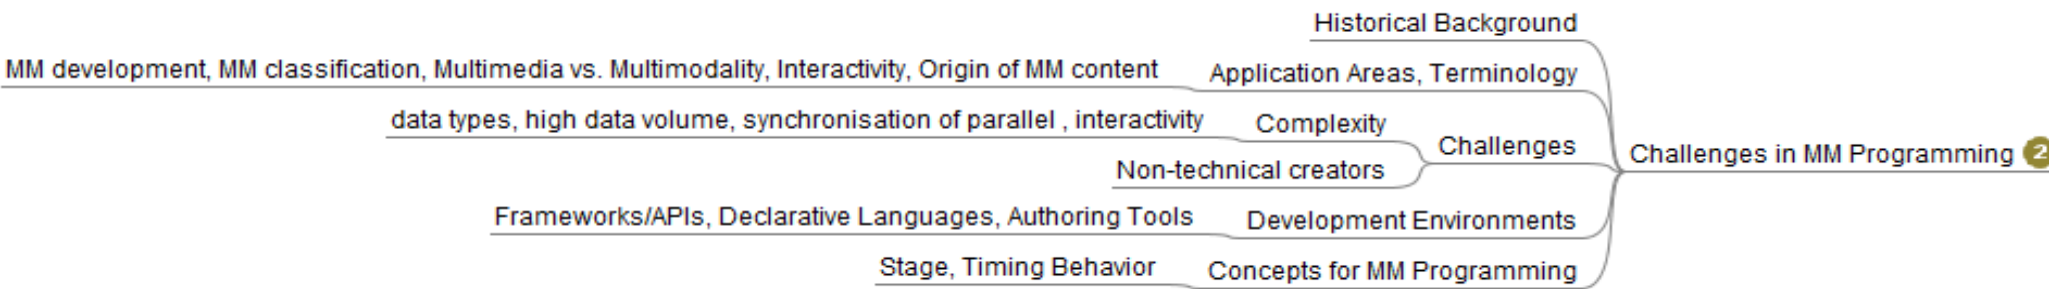 Historical Background
MM development, MM classification, Multimedia vs. Multimodality, Interactivity, Origin of MM content
Application Areas, Terminology
data types, high data volume, synchronisation of parallel , interactivity
Complexity
Challenges
Challenges in MM Programming 2
Non-technical creators
Frameworks/APIs, Declarative Languages, Authoring Tools
Development Environments
Stage, Timing Behavior
Concepts for MM Programming